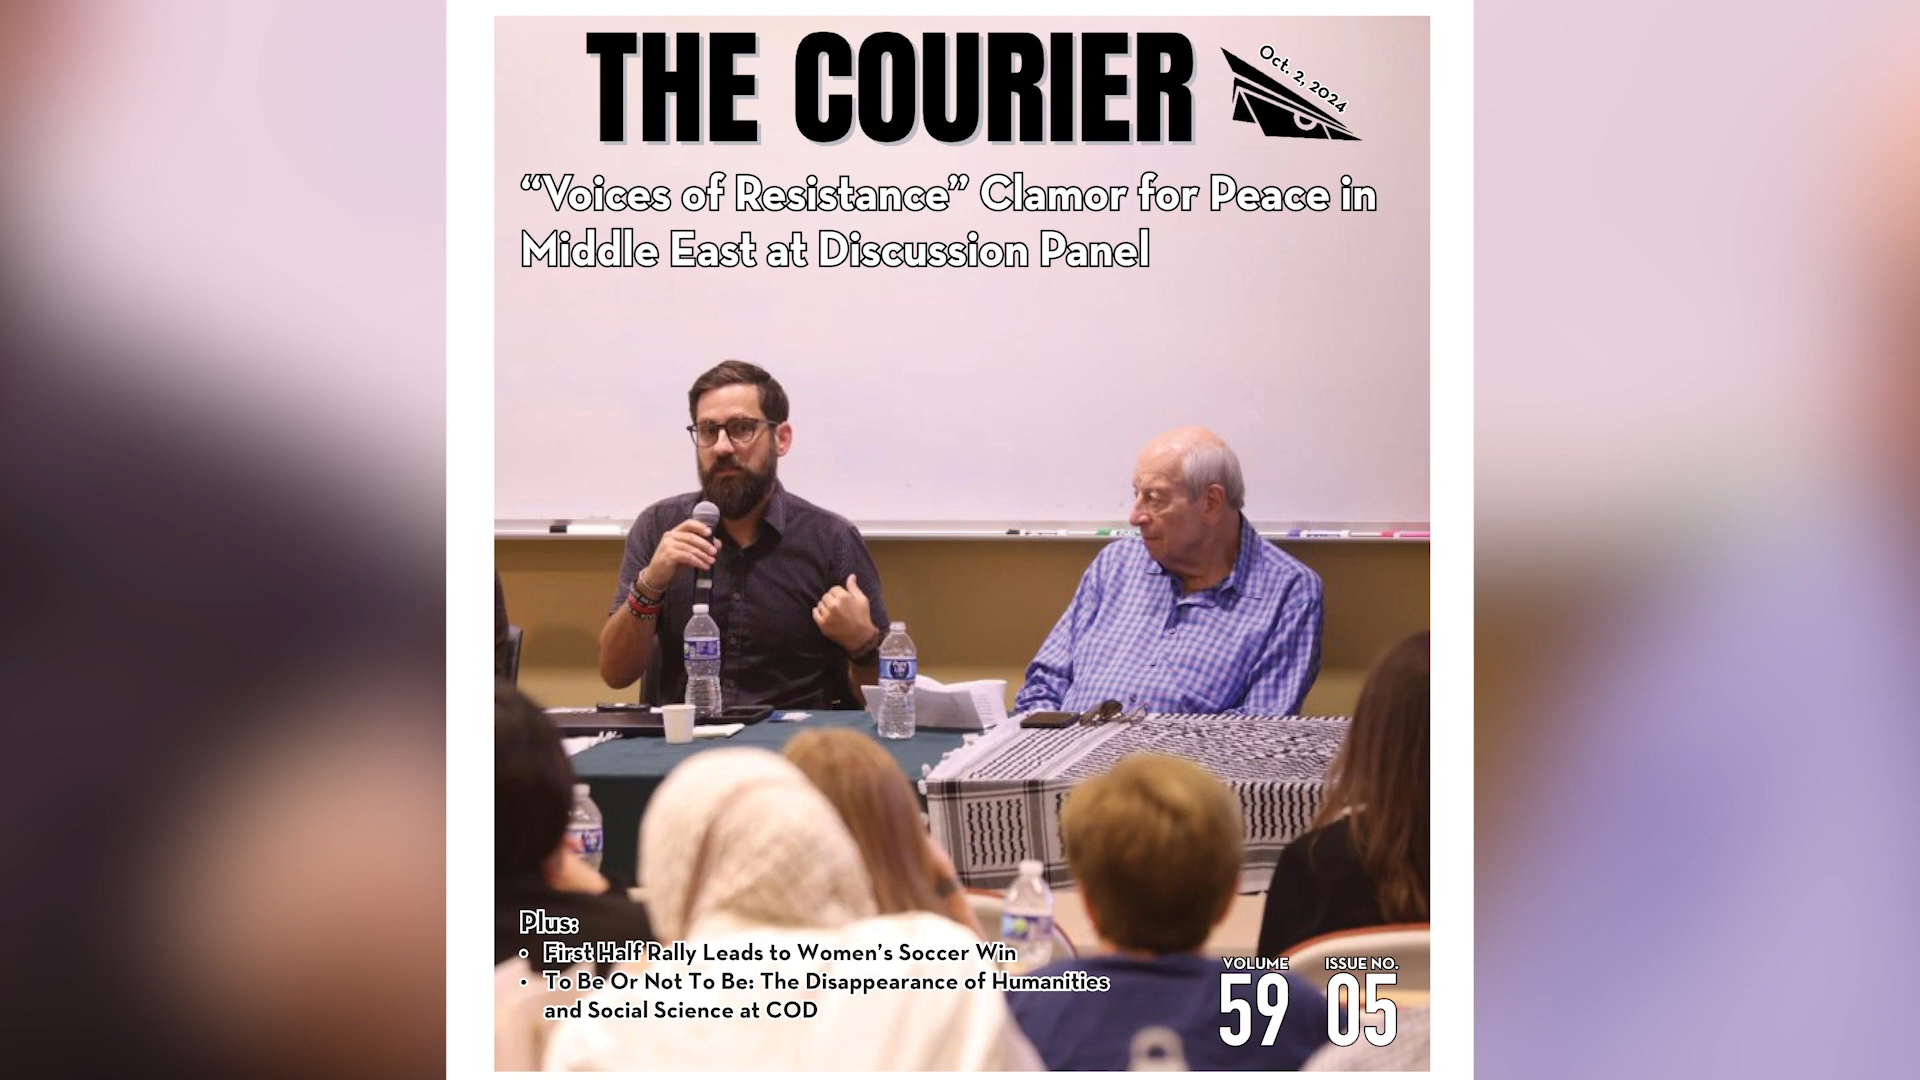 THE COURIER
Oct. 2, 2024
“Voices of Resistance” Clamor for Peace in
Middle East at Discussion Panel
Plus:
• First Half Rally Leads to Women’s Soccer Win
• To Be Or Not To Be: The Disappearance of Humanities
and Social Science at COD
VOLUME
59
ISSUE NO.
05